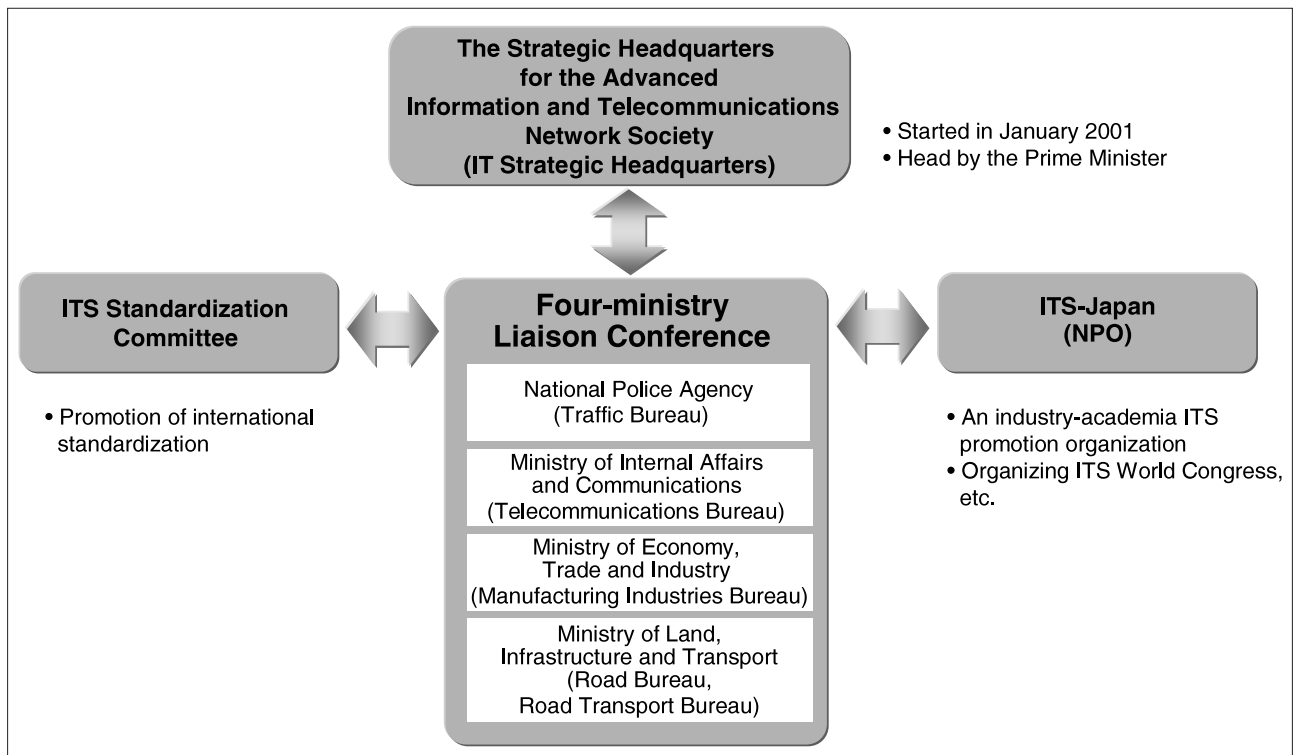 The Strategic Headquarters
for the Advanced
Information and Telecommunications
Network Society
(IT Strategic Headquarters)
• Started in January 2001
• Head by the Prime Minister
ITS Standardization
Committee
• Promotion of international
standardization
Four-ministry
Liaison Conference
National Police Agency
(Traffic Bureau)
Ministry of Internal Affairs
and Communications
(Telecommunications Bureau)
Ministry of Economy,
Trade and Industry
(Manufacturing Industries Bureau)
Ministry of Land,
Infrastructure and Transport
(Road Bureau,
Road Transport Bureau)
ITS-Japan
(NPO)
• An industry-academia ITS
promotion organization
• Organizing ITS World Congress,
etc.